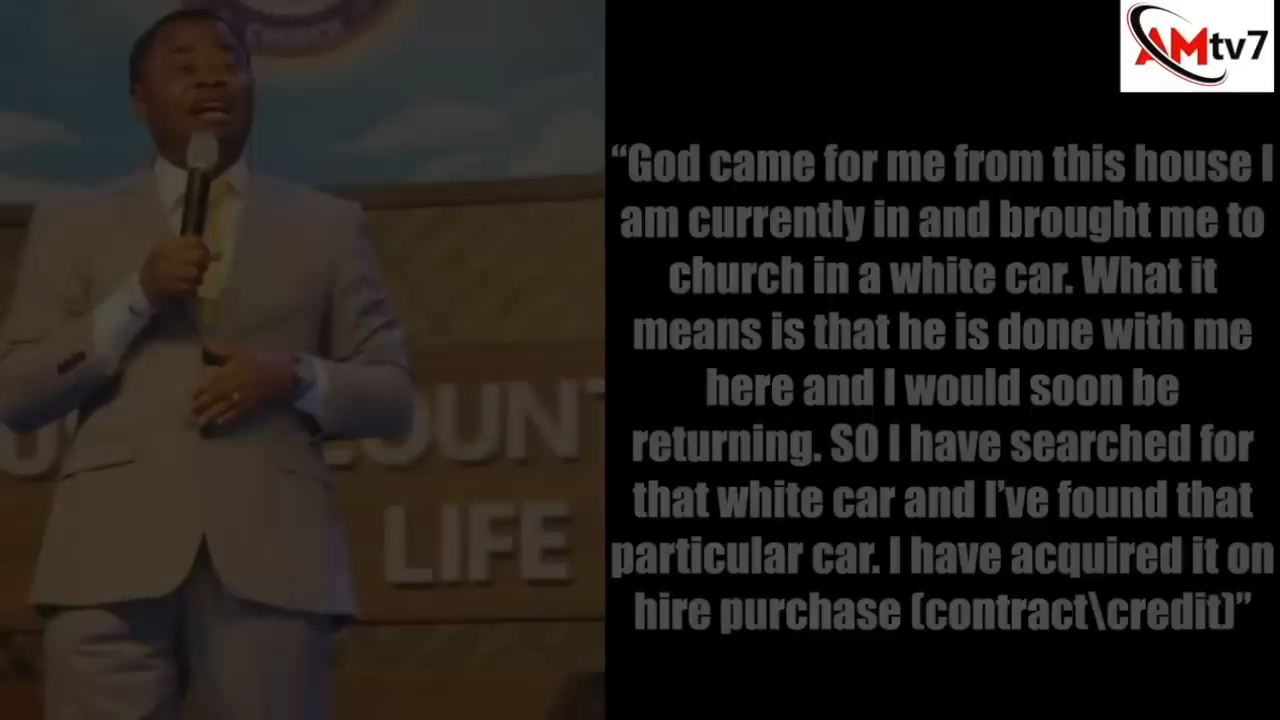 AMtv7
“God came for me from this house I
am currently in and brought me to
church in a white car. What it
means is that he is done with me
here and I would soon be
returning. SO I have searched for
that white car and I’ve found that
particular car. I have acquired it on
hire purchase (contract\credit)”
OUNT
LIFE